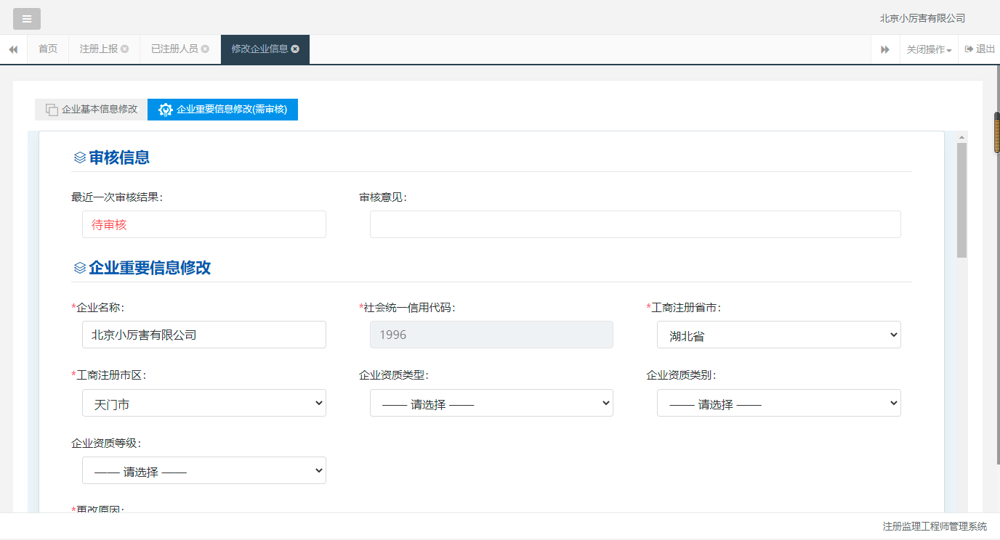 北京小厉害有限公司
首页 注册上报 已注册人员 修改企业信息 关闭操作 退出
企业基本信息修改 企业重要信息修改(需审核)
审核信息
最近一次审核结果: 审核意见:
待审核
企业重要信息修改
*企业名称: *社会统一信用代码: *工商注册省市:
北京小厉害有限公司 1996 湖北省
*工商注册市区: 企业资质类型: 企业资质类别:
天门市 —— 请选择 —— —— 请选择 ——
企业资质等级:
—— 请选择 ——
*更改原因:
注册监理工程师管理系统